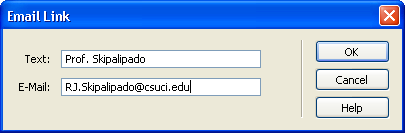 Email Link
Text: Prof. Skipalipado
OK
E-Mail: RJ.Skipalipado@csuci.edu
Cancel
Help